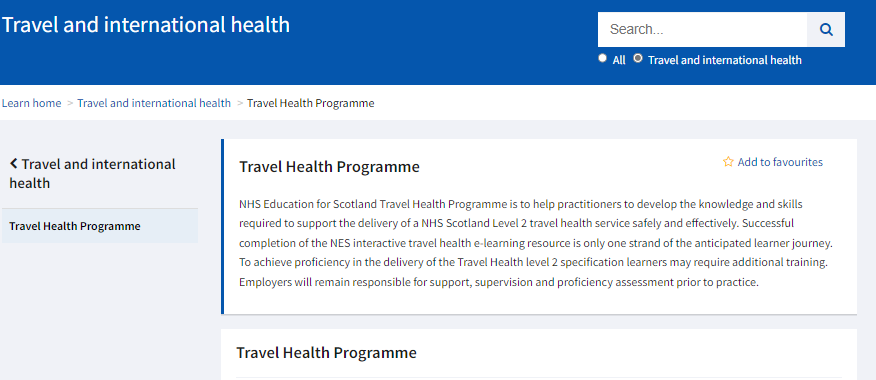 Travel and international health
Search...
All Travel and international health
Learn home > Travel and international health > Travel Health Programme
Travel and international
health
Travel Health Programme
Travel Health Programme
Add to favourites
NHS Education for Scotland Travel Health Programme is to help practitioners to develop the knowledge and skills
required to support the delivery of a NHS Scotland Level 2 travel health service safely and effectively. Successful
completion of the NES interactive travel health e-learning resource is only one strand of the anticipated learner journey.
To achieve proficiency in the delivery of the Travel Health level 2 specification learners may require additional training.
Employers will remain responsible for support, supervision and proficiency assessment prior to practice.
Travel Health Programme